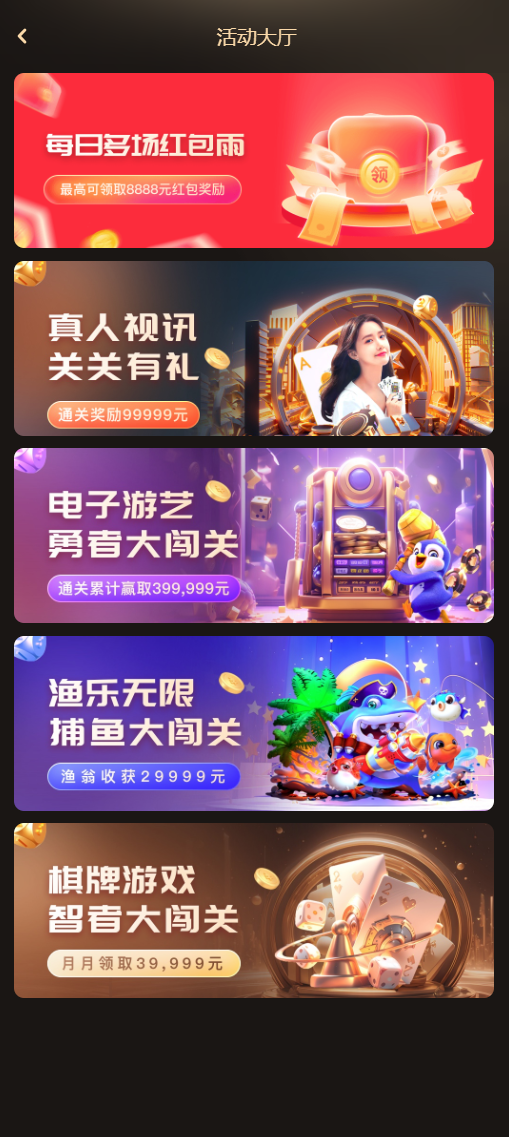 活动大厅
每日多场红包雨
最高可领取8888元红包奖励
领
真人视讯
关关有礼
通关奖励99999元
A
电子游艺
勇者大闯关
通关累计赢取399,999元
渔乐无限
捕鱼大闯关
渔翁收获29999元
棋牌游戏
智者大闯关
月月领取39,999元
2
2